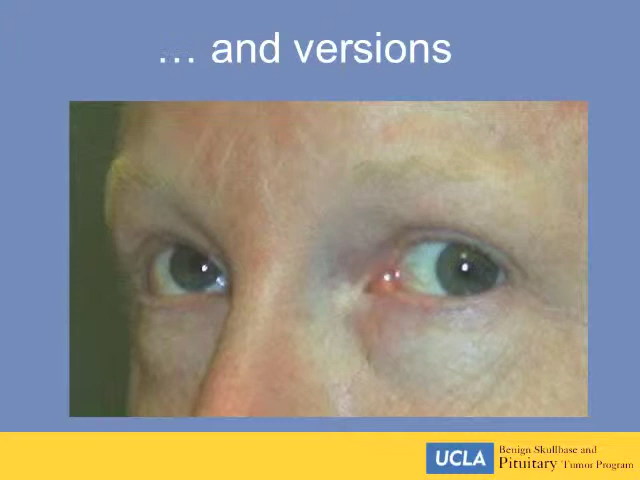 … and versions
UCLA
Benign Skullbase and
Pituitary Tumor Program